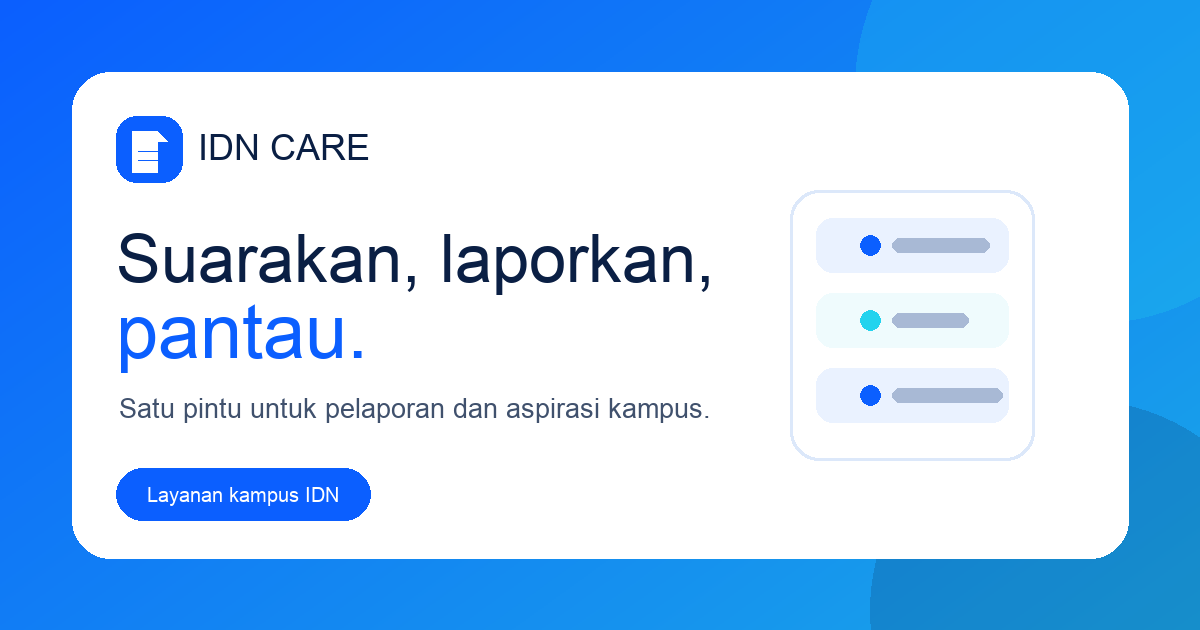 IDN CARE
Suarakan, laporkan,
pantau.
Satu pintu untuk pelaporan dan aspirasi kampus.
Layanan kampus IDN